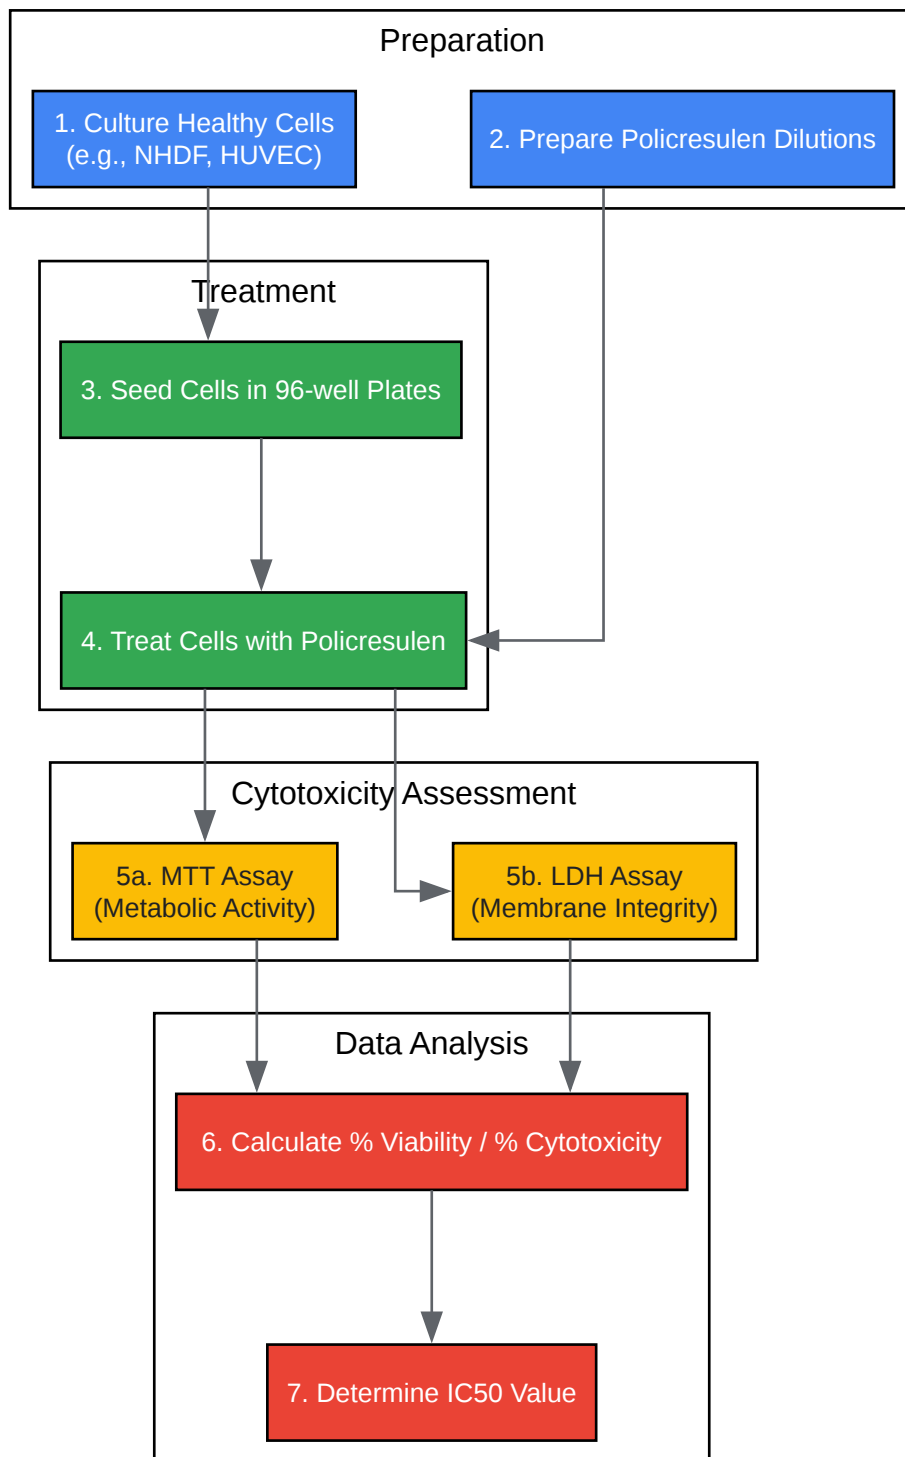 Preparation
1. Culture Healthy Cells
(e.g., NHDF, HUVEC)
2. Prepare Policresulen Dilutions
Treatment
3. Seed Cells in 96-well Plates
4. Treat Cells with Policresulen
Cytotoxicity Assessment
5a. MTT Assay
(Metabolic Activity)
5b. LDH Assay
(Membrane Integrity)
Data Analysis
6. Calculate % Viability / % Cytotoxicity
7. Determine IC50 Value